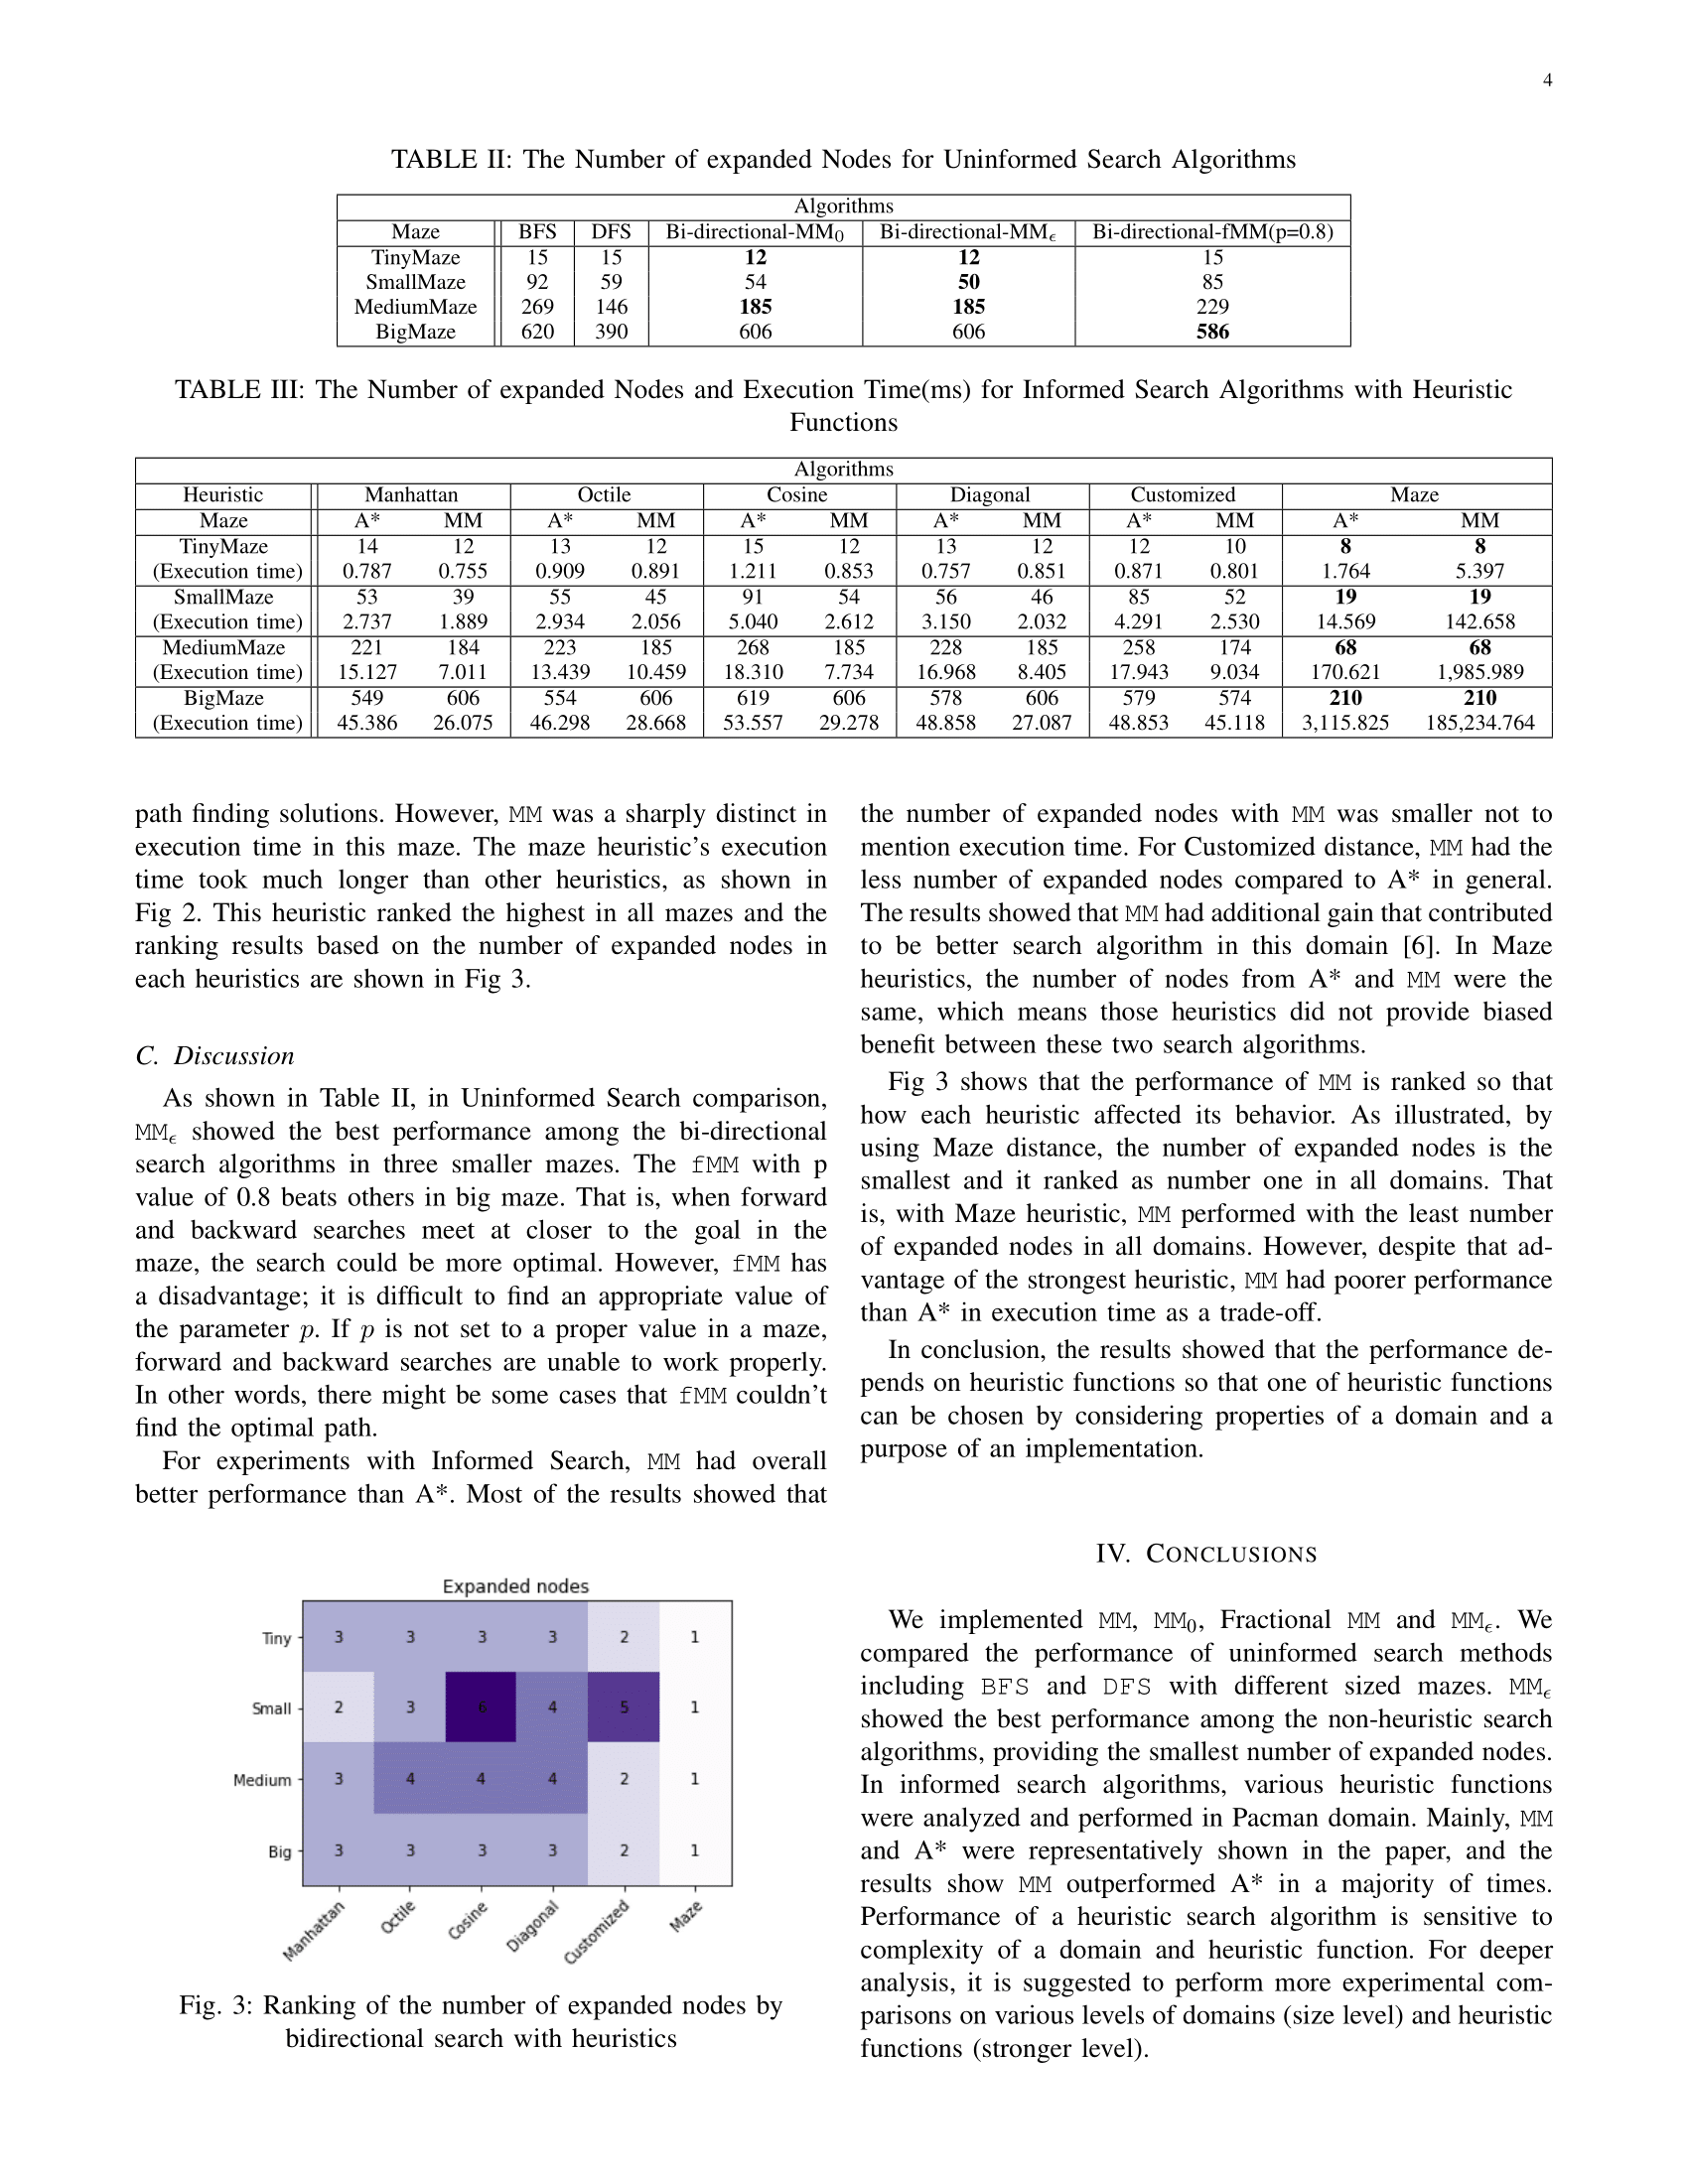 4
TABLE II: The Number of expanded Nodes for Uninformed Search Algorithms
Algorithms
Maze BFS DFS Bi-directional-MM₀ Bi-directional-MMϵ Bi-directional-fMM(p=0.8)
TinyMaze 15 15 12 12 15
SmallMaze 92 59 54 50 85
MediumMaze 269 146 185 185 229
BigMaze 620 390 606 606 586
TABLE III: The Number of expanded Nodes and Execution Time(ms) for Informed Search Algorithms with Heuristic
Functions
Algorithms
Heuristic Manhattan Octile Cosine Diagonal Customized Maze
Maze A* MM A* MM A* MM A* MM A* MM A* MM
TinyMaze 14 12 13 12 15 12 13 12 12 10 8 8
(Execution time) 0.787 0.755 0.909 0.891 1.211 0.853 0.757 0.851 0.871 0.801 1.764 5.397
SmallMaze 53 39 55 45 91 54 56 46 85 52 19 19
(Execution time) 2.737 1.889 2.934 2.056 5.040 2.612 3.150 2.032 4.291 2.530 14.569 142.658
MediumMaze 221 184 223 185 268 185 228 185 258 174 68 68
(Execution time) 15.127 7.011 13.439 10.459 18.310 7.734 16.968 8.405 17.943 9.034 170.621 1,985.989
BigMaze 549 606 554 606 619 606 578 606 579 574 210 210
(Execution time) 45.386 26.075 46.298 28.668 53.557 29.278 48.858 27.087 48.853 45.118 3,115.825 185,234.764
path finding solutions. However, MM was a sharply distinct in
execution time in this maze. The maze heuristic's execution
time took much longer than other heuristics, as shown in
Fig 2. This heuristic ranked the highest in all mazes and the
ranking results based on the number of expanded nodes in
each heuristics are shown in Fig 3.
C. Discussion
As shown in Table II, in Uninformed Search comparison,
MMϵ showed the best performance among the bi-directional
search algorithms in three smaller mazes. The fMM with p
value of 0.8 beats others in big maze. That is, when forward
and backward searches meet at closer to the goal in the
maze, the search could be more optimal. However, fMM has
a disadvantage; it is difficult to find an appropriate value of
the parameter p. If p is not set to a proper value in a maze,
forward and backward searches are unable to work properly.
In other words, there might be some cases that fMM couldn't
find the optimal path.
For experiments with Informed Search, MM had overall
better performance than A*. Most of the results showed that
Expanded nodes
Tiny 3 3 3 3 2 1
Small 2 3 6 4 5 1
Medium 3 4 4 4 2 1
Big 3 3 3 3 2 1
Manhattan Octile Cosine Diagonal Customized Maze
Fig. 3: Ranking of the number of expanded nodes by
bidirectional search with heuristics
the number of expanded nodes with MM was smaller not to
mention execution time. For Customized distance, MM had the
less number of expanded nodes compared to A* in general.
The results showed that MM had additional gain that contributed
to be better search algorithm in this domain [6]. In Maze
heuristics, the number of nodes from A* and MM were the
same, which means those heuristics did not provide biased
benefit between these two search algorithms.
Fig 3 shows that the performance of MM is ranked so that
how each heuristic affected its behavior. As illustrated, by
using Maze distance, the number of expanded nodes is the
smallest and it ranked as number one in all domains. That
is, with Maze heuristic, MM performed with the least number
of expanded nodes in all domains. However, despite that ad-
vantage of the strongest heuristic, MM had poorer performance
than A* in execution time as a trade-off.
In conclusion, the results showed that the performance de-
pends on heuristic functions so that one of heuristic functions
can be chosen by considering properties of a domain and a
purpose of an implementation.
IV. CONCLUSIONS
We implemented MM, MM₀, Fractional MM and MMϵ. We
compared the performance of uninformed search methods
including BFS and DFS with different sized mazes. MMϵ
showed the best performance among the non-heuristic search
algorithms, providing the smallest number of expanded nodes.
In informed search algorithms, various heuristic functions
were analyzed and performed in Pacman domain. Mainly, MM
and A* were representatively shown in the paper, and the
results show MM outperformed A* in a majority of times.
Performance of a heuristic search algorithm is sensitive to
complexity of a domain and heuristic function. For deeper
analysis, it is suggested to perform more experimental com-
parisons on various levels of domains (size level) and heuristic
functions (stronger level).